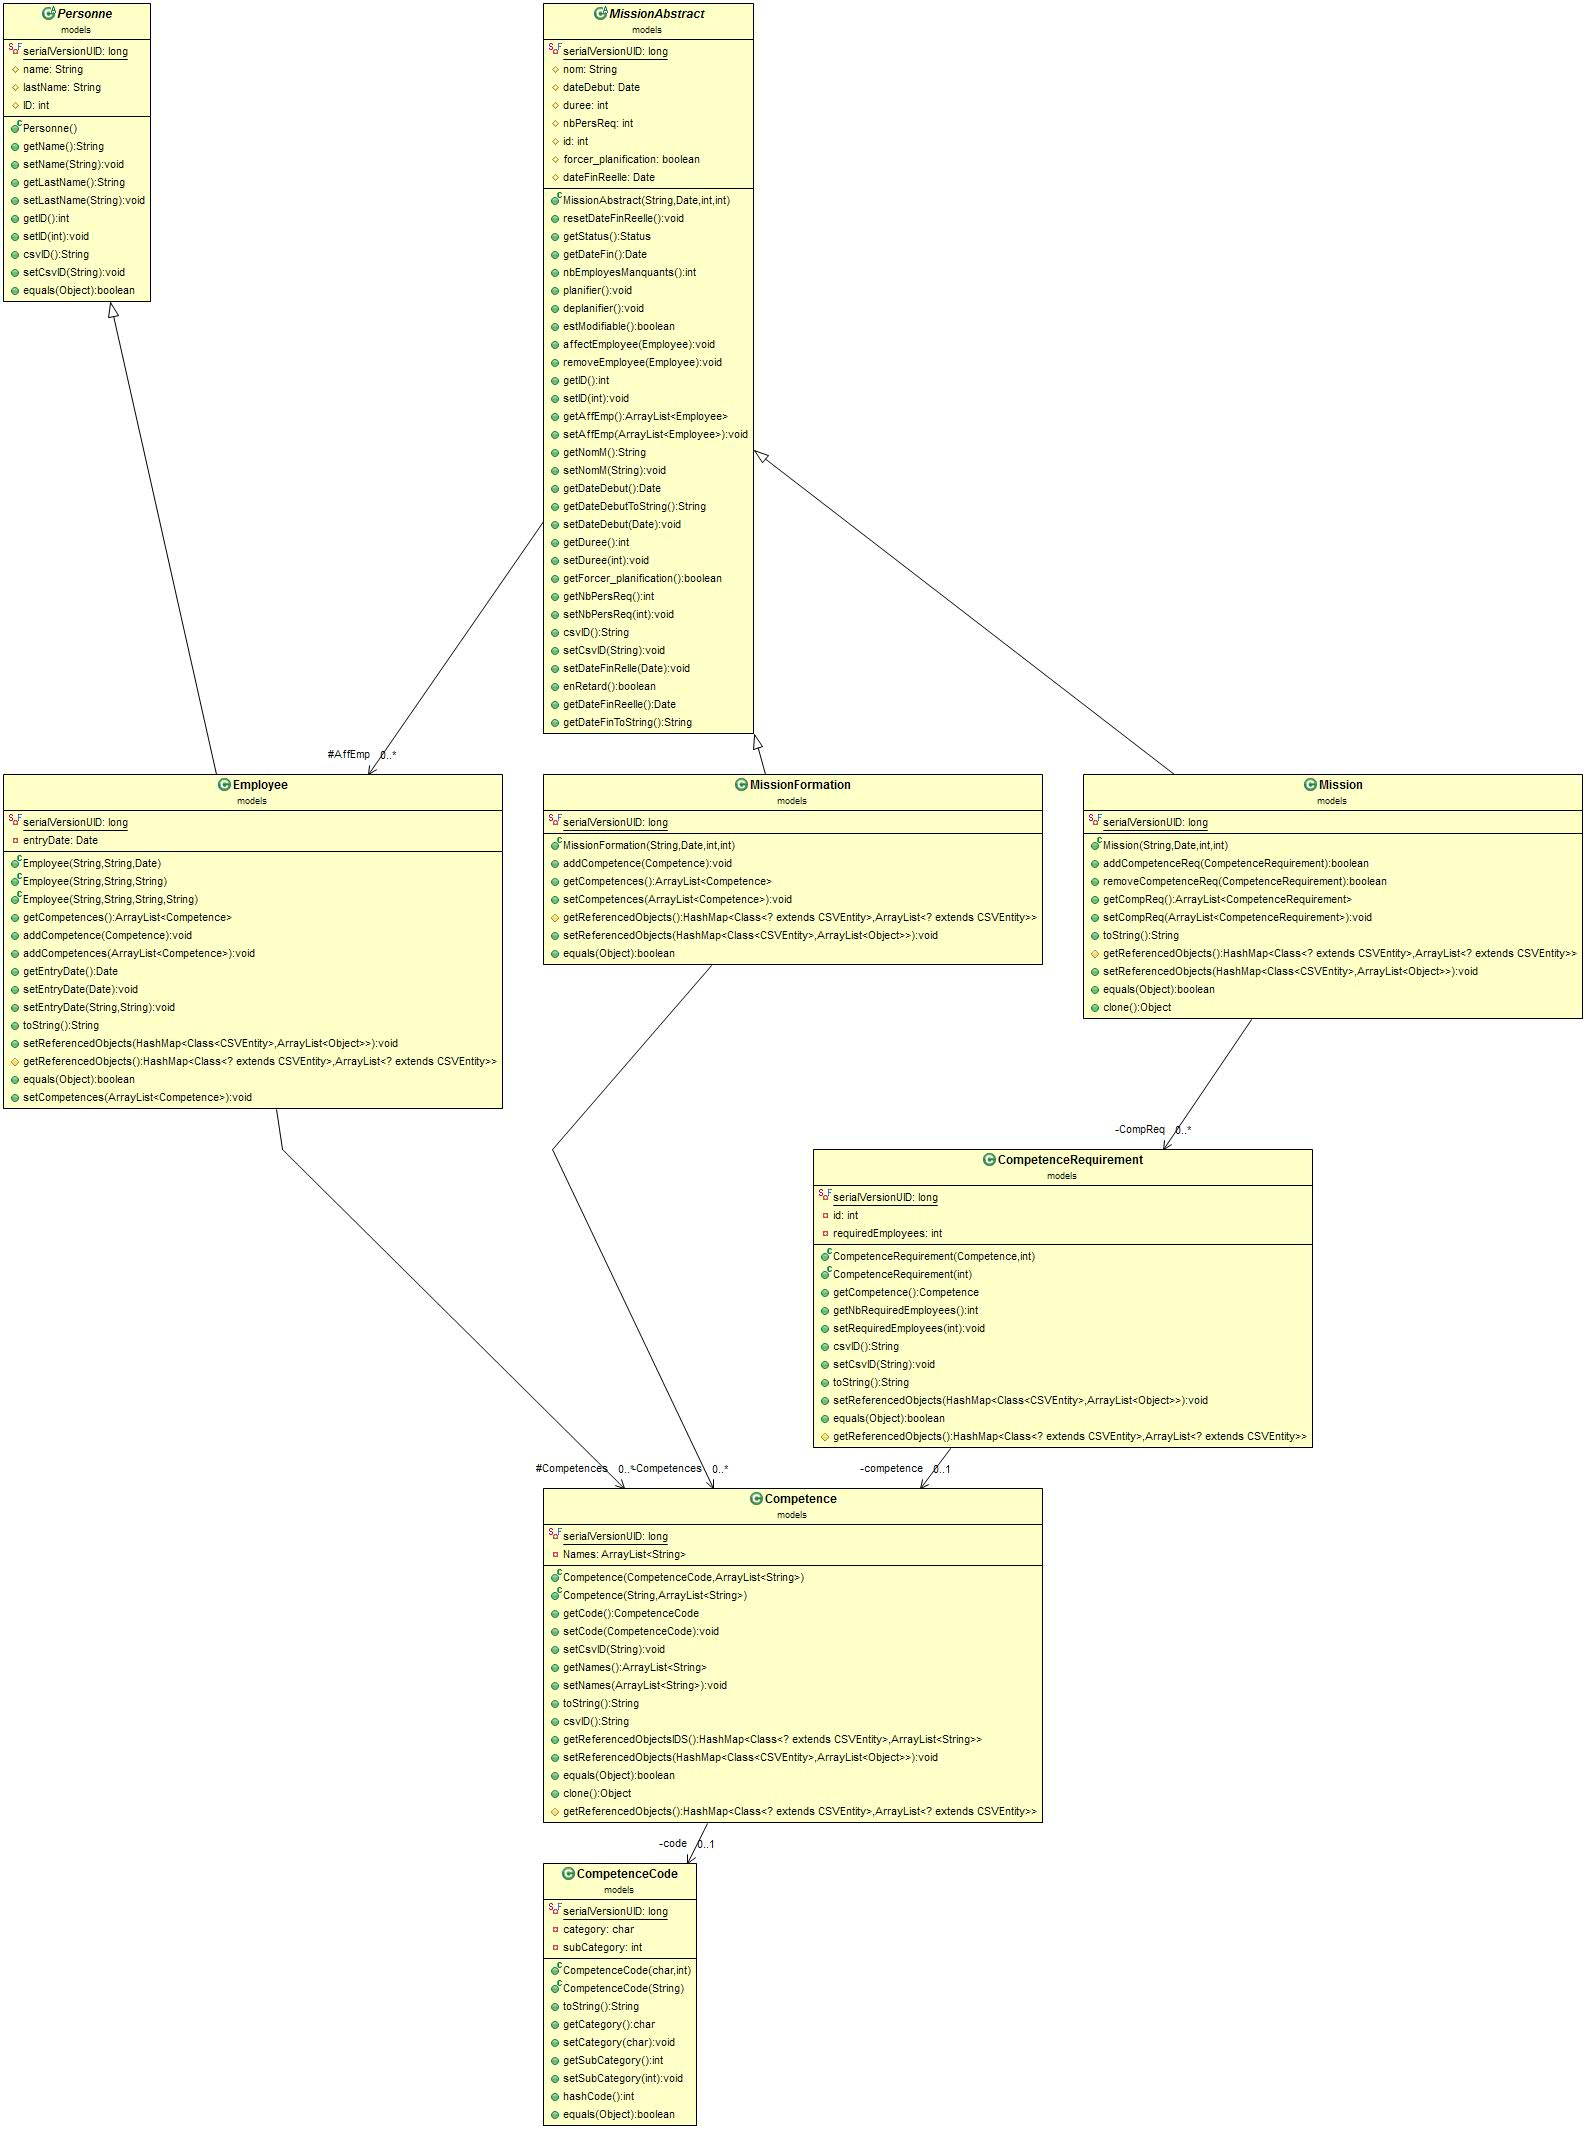 Personne
models
serialVersionUID: long
name: String
lastName: String
ID: int
Personne()
getName():String
setName(String):void
getLastName():String
setLastName(String):void
getID():int
setID(int):void
csvID():String
setCsvID(String):void
equals(Object):boolean
MissionAbstract
models
serialVersionUID: long
nom: String
dateDebut: Date
duree: int
nbPersReq: int
id: int
forcer_planification: boolean
dateFinReelle: Date
MissionAbstract(String,Date,int,int)
resetDateFinReelle():void
getStatus():Status
getDateFin():Date
nbEmployesManquants():int
planifier():void
deplanifier():void
estModifiable():boolean
affectEmployee(Employee):void
removeEmployee(Employee):void
getID():int
setID(int):void
getAffEmp():ArrayList<Employee>
setAffEmp(ArrayList<Employee>):void
getNomM():String
setNomM(String):void
getDateDebut():Date
getDateDebutToString():String
setDateDebut(Date):void
getDuree():int
setDuree(int):void
getForcer_planification():boolean
getNbPersReq():int
setNbPersReq(int):void
csvID():String
setCsvID(String):void
setDateFinRelle(Date):void
enRetard():boolean
getDateFinReelle():Date
getDateFinToString():String
#AffEmp 0..*
Employee
models
serialVersionUID: long
entryDate: Date
Employee(String,String,Date)
Employee(String,String,String)
Employee(String,String,String,String)
getCompetences():ArrayList<Competence>
addCompetence(Competence):void
addCompetences(ArrayList<Competence>):void
getEntryDate():Date
setEntryDate(Date):void
setEntryDate(String,String):void
toString():String
setReferencedObjects(HashMap<Class<CSVEntity>,ArrayList<Object>>):void
getReferencedObjects():HashMap<Class<? extends CSVEntity>,ArrayList<? extends CSVEntity>>
equals(Object):boolean
setCompetences(ArrayList<Competence>):void
MissionFormation
models
serialVersionUID: long
MissionFormation(String,Date,int,int)
addCompetence(Competence):void
getCompetences():ArrayList<Competence>
setCompetences(ArrayList<Competence>):void
getReferencedObjects():HashMap<Class<? extends CSVEntity>,ArrayList<? extends CSVEntity>>
setReferencedObjects(HashMap<Class<CSVEntity>,ArrayList<Object>>):void
equals(Object):boolean
Mission
models
serialVersionUID: long
Mission(String,Date,int,int)
addCompetenceReq(CompetenceRequirement):boolean
removeCompetenceReq(CompetenceRequirement):boolean
getCompReq():ArrayList<CompetenceRequirement>
setCompReq(ArrayList<CompetenceRequirement>):void
toString():String
getReferencedObjects():HashMap<Class<? extends CSVEntity>,ArrayList<? extends CSVEntity>>
setReferencedObjects(HashMap<Class<CSVEntity>,ArrayList<Object>>):void
equals(Object):boolean
clone():Object
-CompReq 0..*
CompetenceRequirement
models
serialVersionUID: long
id: int
requiredEmployees: int
CompetenceRequirement(Competence,int)
CompetenceRequirement(int)
getCompetence():Competence
getNbRequiredEmployees():int
setRequiredEmployees(int):void
csvID():String
setCsvID(String):void
toString():String
setReferencedObjects(HashMap<Class<CSVEntity>,ArrayList<Object>>):void
equals(Object):boolean
getReferencedObjects():HashMap<Class<? extends CSVEntity>,ArrayList<? extends CSVEntity>>
#Competences 0..* -Competences 0..* -competence 0..1
Competence
models
serialVersionUID: long
Names: ArrayList<String>
Competence(CompetenceCode,ArrayList<String>)
Competence(String,ArrayList<String>)
getCode():CompetenceCode
setCode(CompetenceCode):void
setCsvID(String):void
getNames():ArrayList<String>
setNames(ArrayList<String>):void
toString():String
csvID():String
getReferencedObjectsIDS():HashMap<Class<? extends CSVEntity>,ArrayList<String>>
setReferencedObjects(HashMap<Class<CSVEntity>,ArrayList<Object>>):void
equals(Object):boolean
clone():Object
getReferencedObjects():HashMap<Class<? extends CSVEntity>,ArrayList<? extends CSVEntity>>
-code 0..1
CompetenceCode
models
serialVersionUID: long
category: char
subCategory: int
CompetenceCode(char,int)
CompetenceCode(String)
toString():String
getCategory():char
setCategory(char):void
getSubCategory():int
setSubCategory(int):void
hashCode():int
equals(Object):boolean